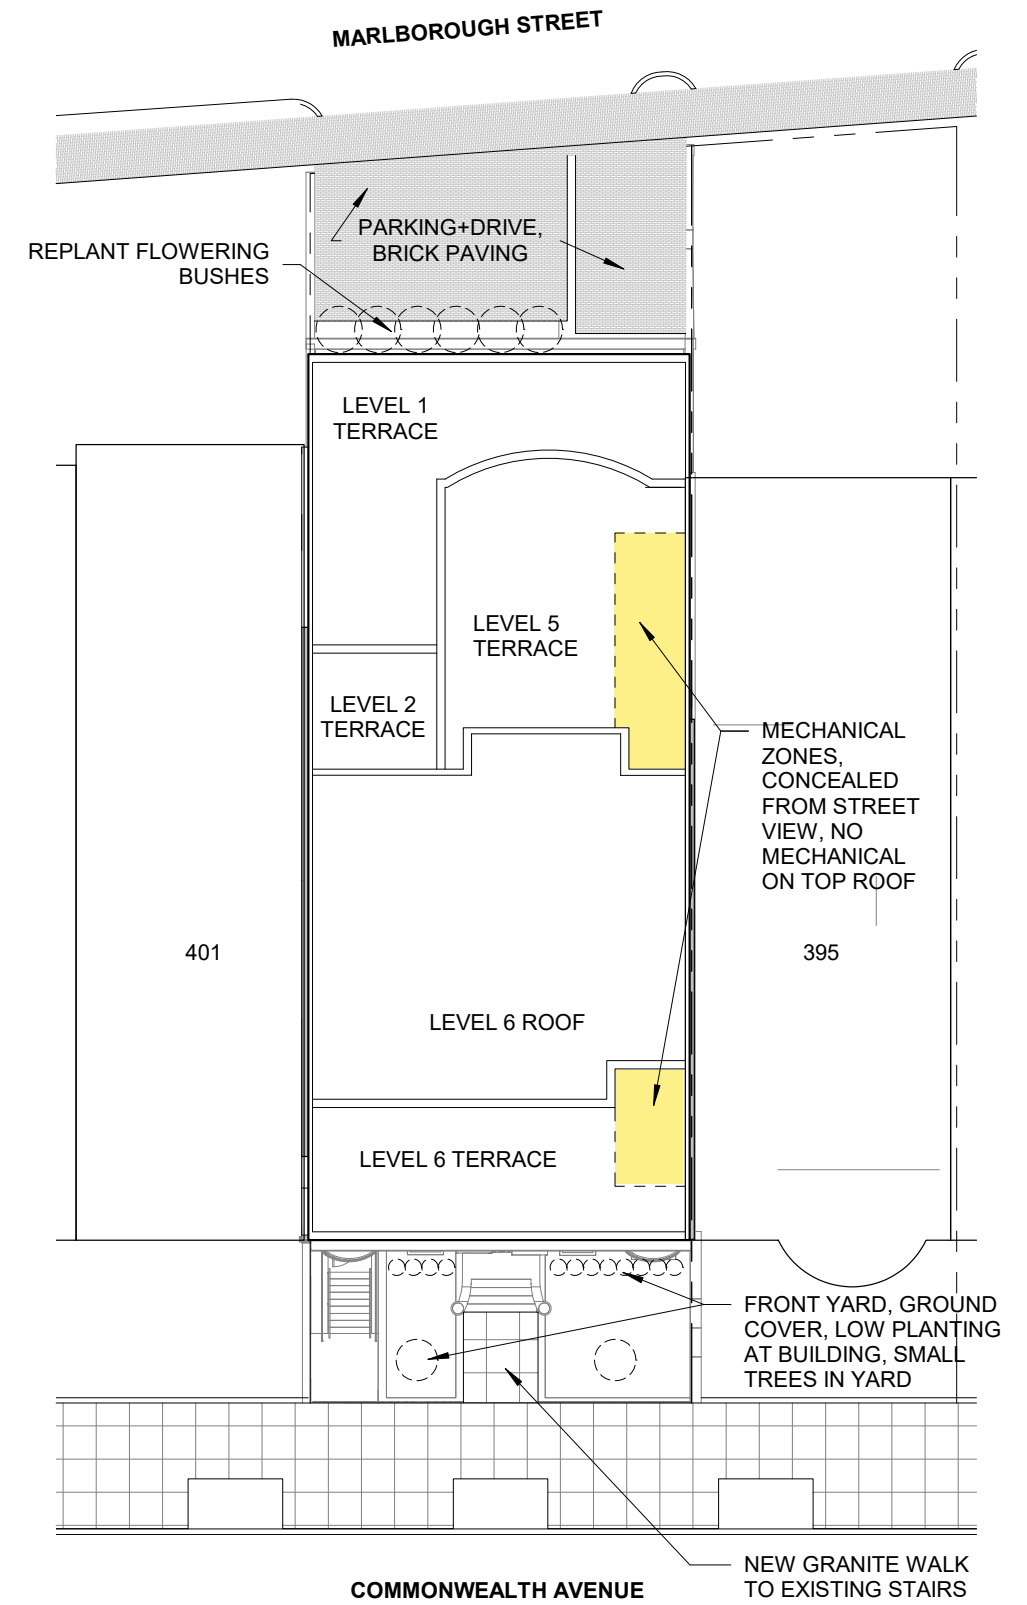 MARLBOROUGH STREET
PARKING+DRIVE,
BRICK PAVING
REPLANT FLOWERING
BUSHES
LEVEL 1
TERRACE
LEVEL 5
TERRACE
LEVEL 2
TERRACE
MECHANICAL
ZONES,
CONCEALED
FROM STREET
VIEW, NO
MECHANICAL
ON TOP ROOF
401
395
LEVEL 6 ROOF
LEVEL 6 TERRACE
FRONT YARD, GROUND
COVER, LOW PLANTING
AT BUILDING, SMALL
TREES IN YARD
NEW GRANITE WALK
TO EXISTING STAIRS
COMMONWEALTH AVENUE